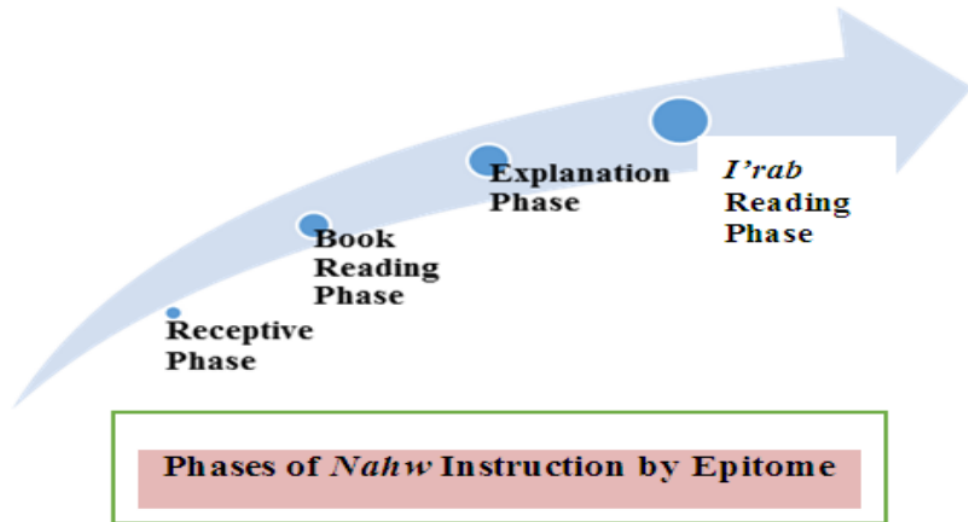 Receptive
Phase
Book
Reading
Phase
Explanation
Phase
I'rab
Reading
Phase
Phases of Nahw Instruction by Epitome